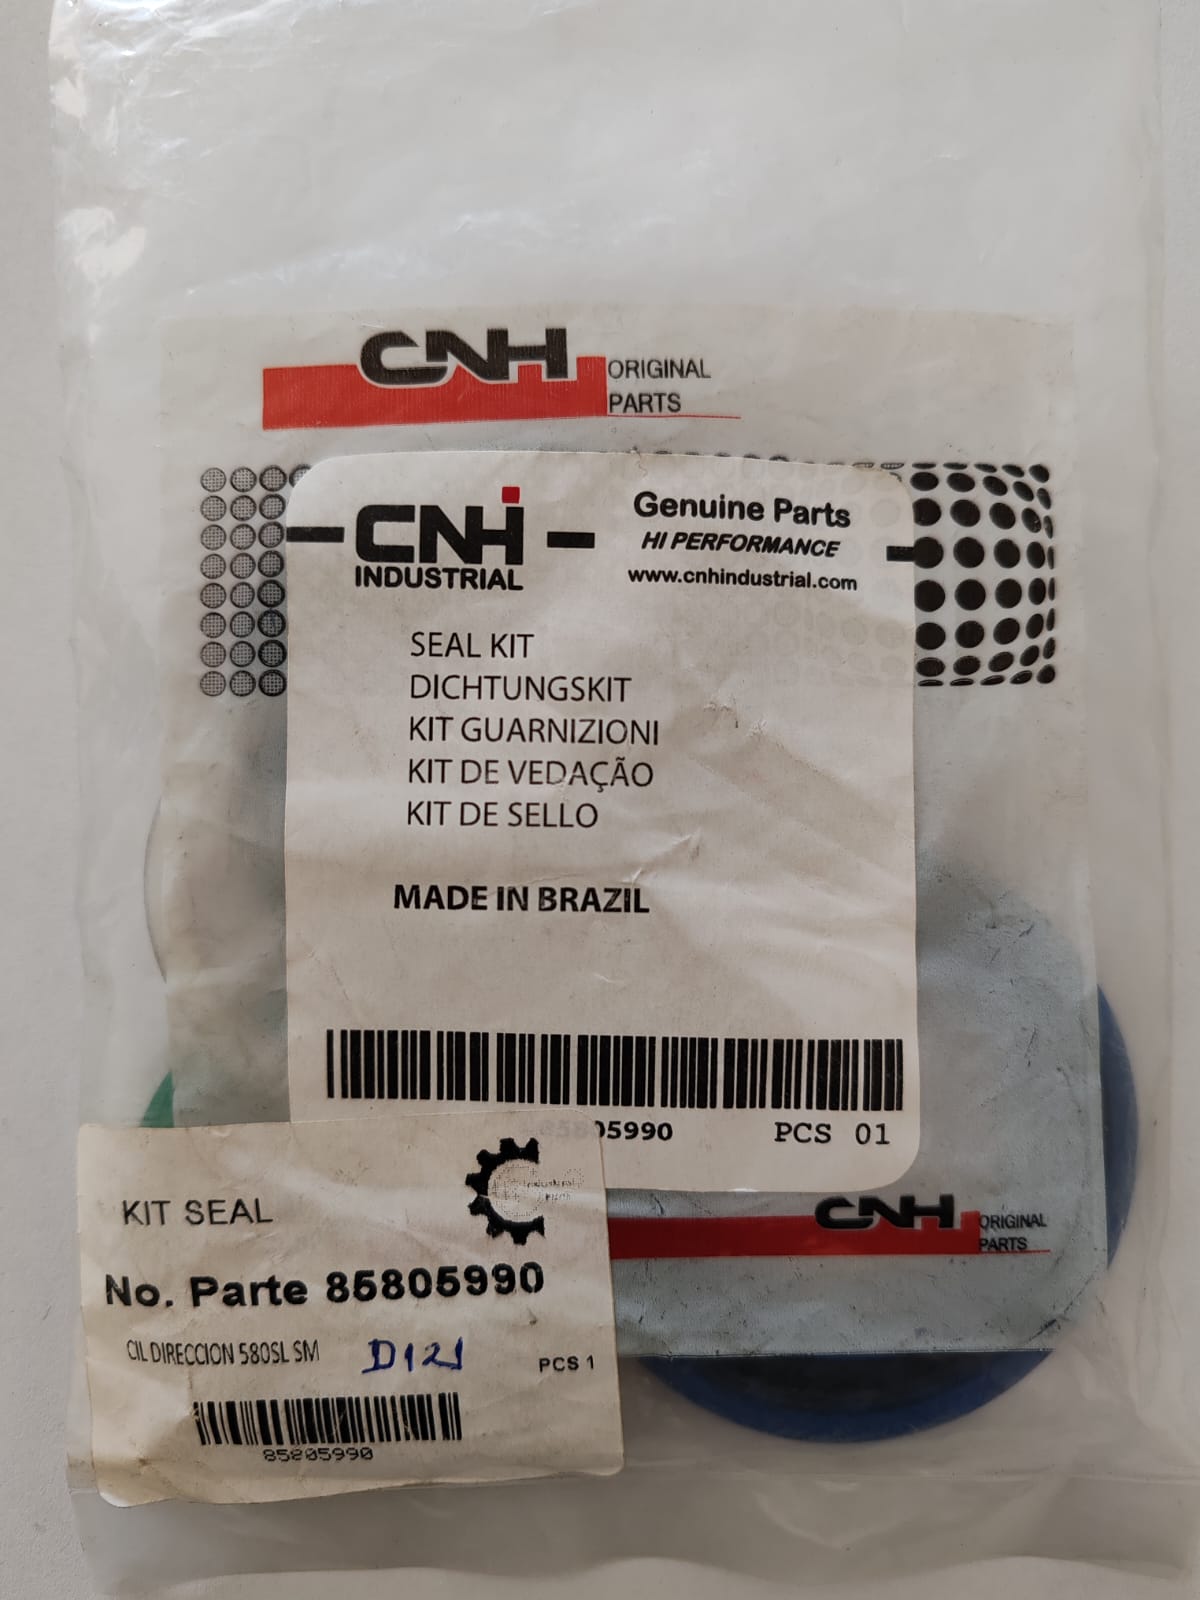 CNH ORIGINAL
PARTS
CNH
INDUSTRIAL
Genuine Parts
HI PERFORMANCE
www.cnhindustrial.com
SEAL KIT
DICHTUNGSKIT
KIT GUARNIZIONI
KIT DE VEDAÇÃO
KIT DE SELLO
MADE IN BRAZIL
85805990 PCS 01
CNH ORIGINAL
PARTS
KIT SEAL
No. Parte 85805990
CIL DIRECCION 580SL SM D121 PCS 1
85805990